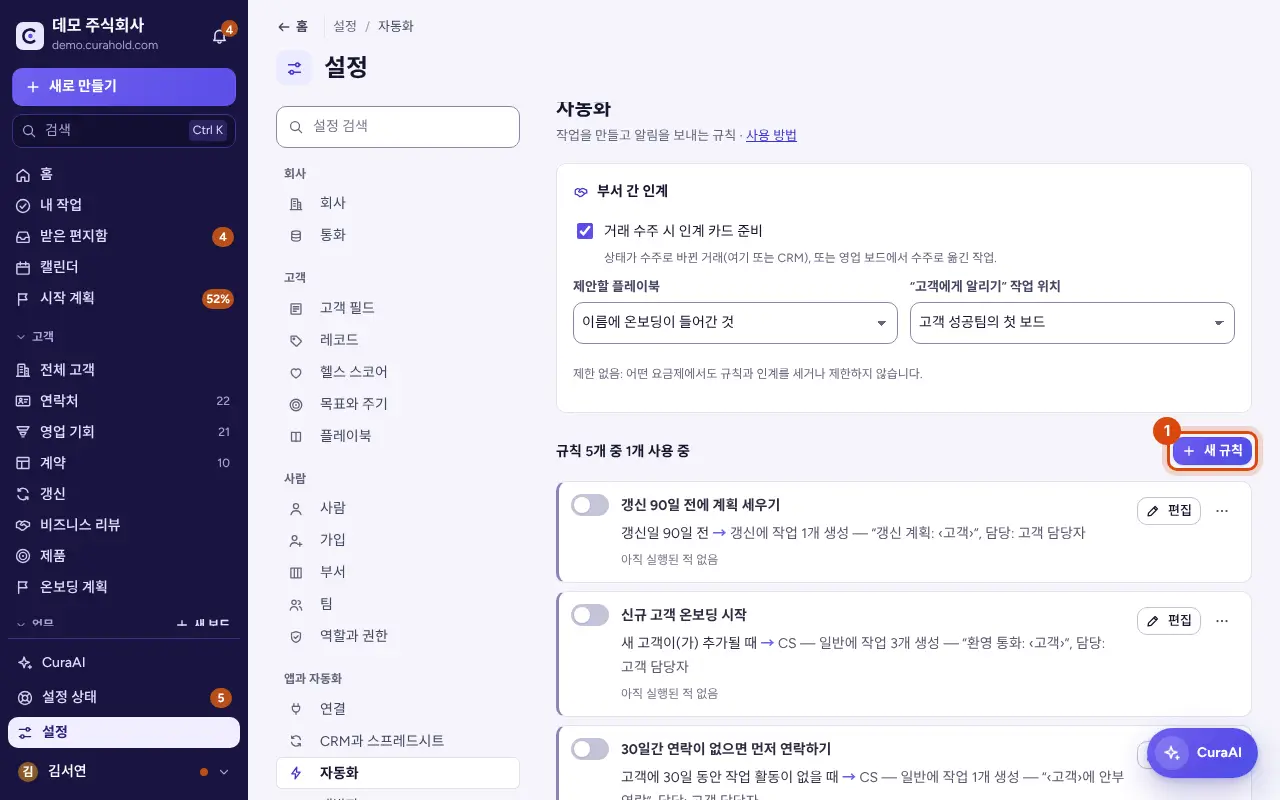 데모 주식회사
demo.curahold.com
4
새로 만들기
검색
Ctrl K
홈
내 작업
받은 편지함
4
캘린더
시작 계획
52%
고객
전체 고객
연락처
22
영업 기회
21
계약
10
갱신
비즈니스 리뷰
제품
온보딩 계획
업무
새 보드
CuraAI
설정 상태
5
설정
김
김서연
홈
설정 / 자동화
설정
설정 검색
회사
회사
통화
고객
고객 필드
레코드
헬스 스코어
목표와 주기
플레이북
사람
사람
가입
부서
팀
역할과 권한
앱과 자동화
연결
CRM과 스프레드시트
자동화
자동화
작업을 만들고 알림을 보내는 규칙 · 사용 방법
부서 간 인계
거래 수주 시 인계 카드 준비
상태가 수주로 바뀐 거래(여기 또는 CRM), 또는 영업 보드에서 수주로 옮긴 작업.
제안할 플레이북
“고객에게 알리기” 작업 위치
이름에 온보딩이 들어간 것
고객 성공팀의 첫 보드
제한 없음: 어떤 요금제에서도 규칙과 인계를 세거나 제한하지 않습니다.
규칙 5개 중 1개 사용 중
1
새 규칙
갱신 90일 전에 계획 세우기
갱신일 90일 전 → 갱신에 작업 1개 생성 — “갱신 계획: ‹고객›”, 담당: 고객 담당자
아직 실행된 적 없음
편집
신규 고객 온보딩 시작
새 고객이(가) 추가될 때 → CS — 일반에 작업 3개 생성 — “환영 통화: ‹고객›”, 담당:
고객 담당자
아직 실행된 적 없음
편집
30일간 연락이 없으면 먼저 연락하기
고객에 30일 동안 작업 활동이 없을 때 → CS — 일반에 작업 1개 생성 — “‹고객›에 안부
연락”, 담당: 고객 담당자
CuraAI